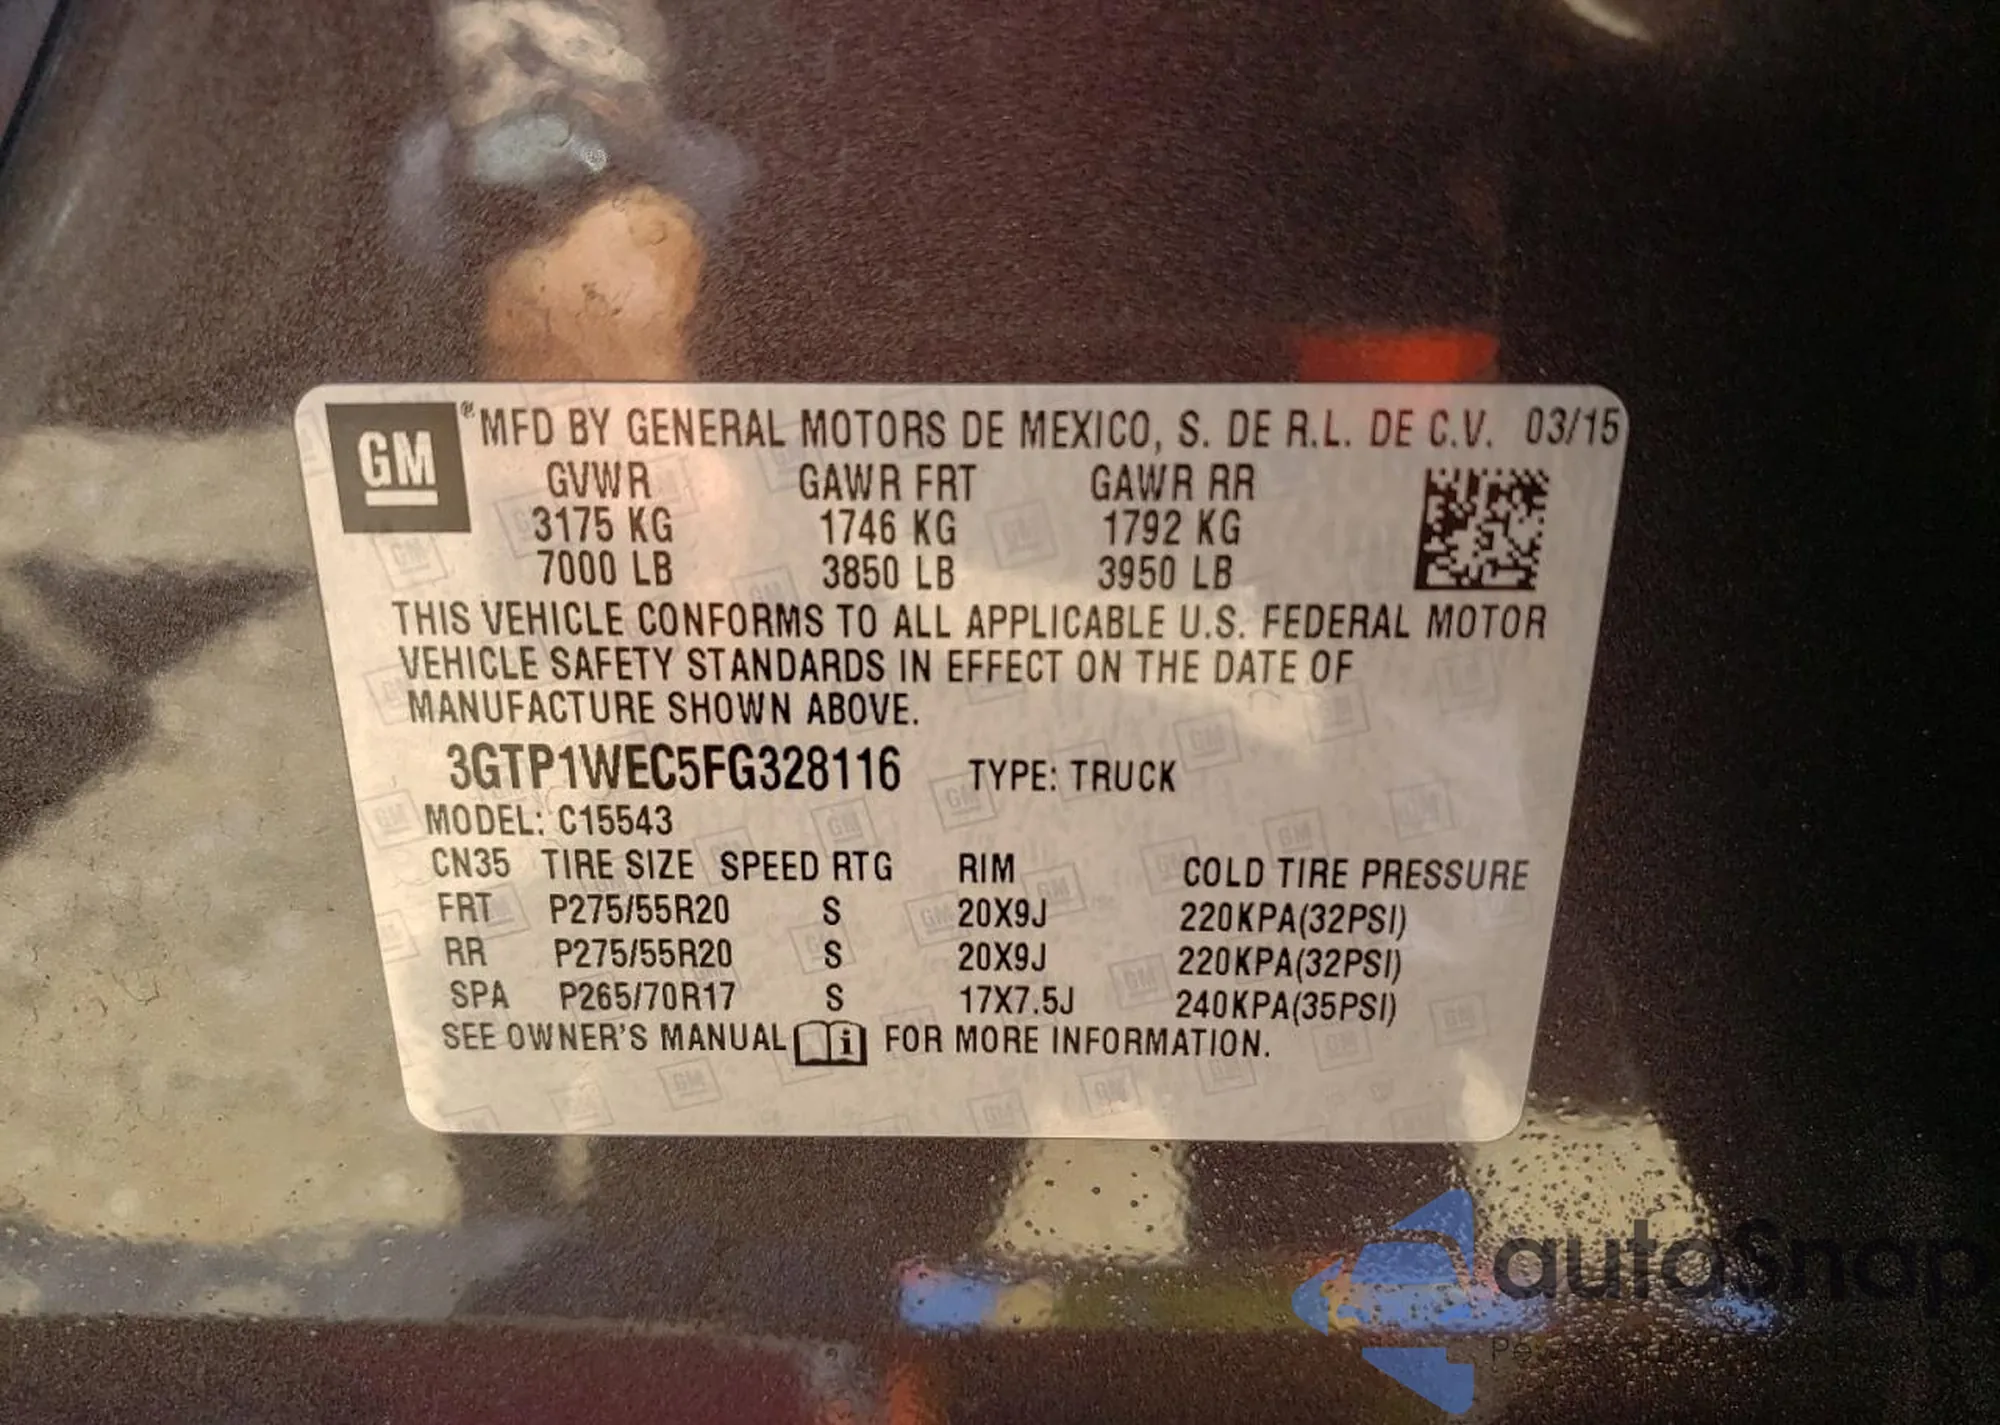 GM ® MFD BY GENERAL MOTORS DE MEXICO, S. DE R.L. DE C.V. 03/15
GVWR GAWR FRT GAWR RR
3175 KG 1746 KG 1792 KG
7000 LB 3850 LB 3950 LB
THIS VEHICLE CONFORMS TO ALL APPLICABLE U.S. FEDERAL MOTOR
VEHICLE SAFETY STANDARDS IN EFFECT ON THE DATE OF
MANUFACTURE SHOWN ABOVE.
3GTP1WEC5FG328116 TYPE: TRUCK
MODEL: C15543
CN35 TIRE SIZE SPEED RTG RIM COLD TIRE PRESSURE
FRT P275/55R20 S 20X9J 220KPA(32PSI)
RR P275/55R20 S 20X9J 220KPA(32PSI)
SPA P265/70R17 S 17X7.5J 240KPA(35PSI)
SEE OWNER'S MANUAL FOR MORE INFORMATION.
autoSnap